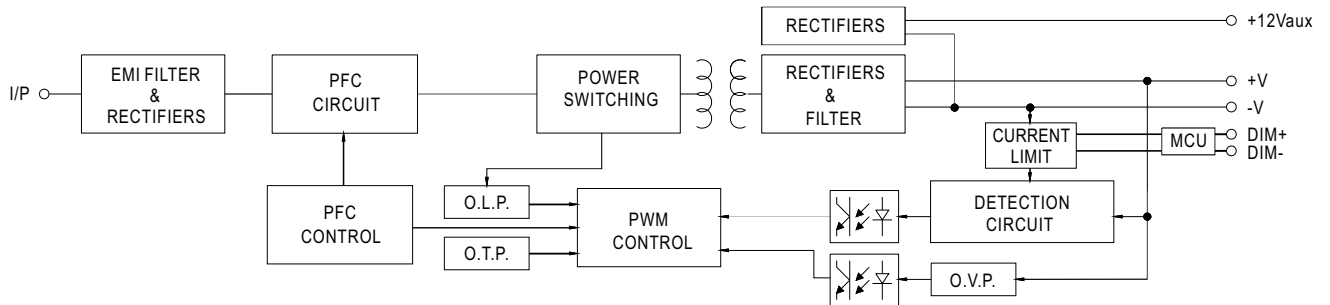 RECTIFIERS
+12Vaux
I/P
EMI FILTER
&
RECTIFIERS
PFC
CIRCUIT
POWER
SWITCHING
RECTIFIERS
&
FILTER
+V
-V
CURRENT
LIMIT
MCU
DIM+
DIM-
PFC
CONTROL
O.L.P.
O.T.P.
PWM
CONTROL
DETECTION
CIRCUIT
O.V.P.